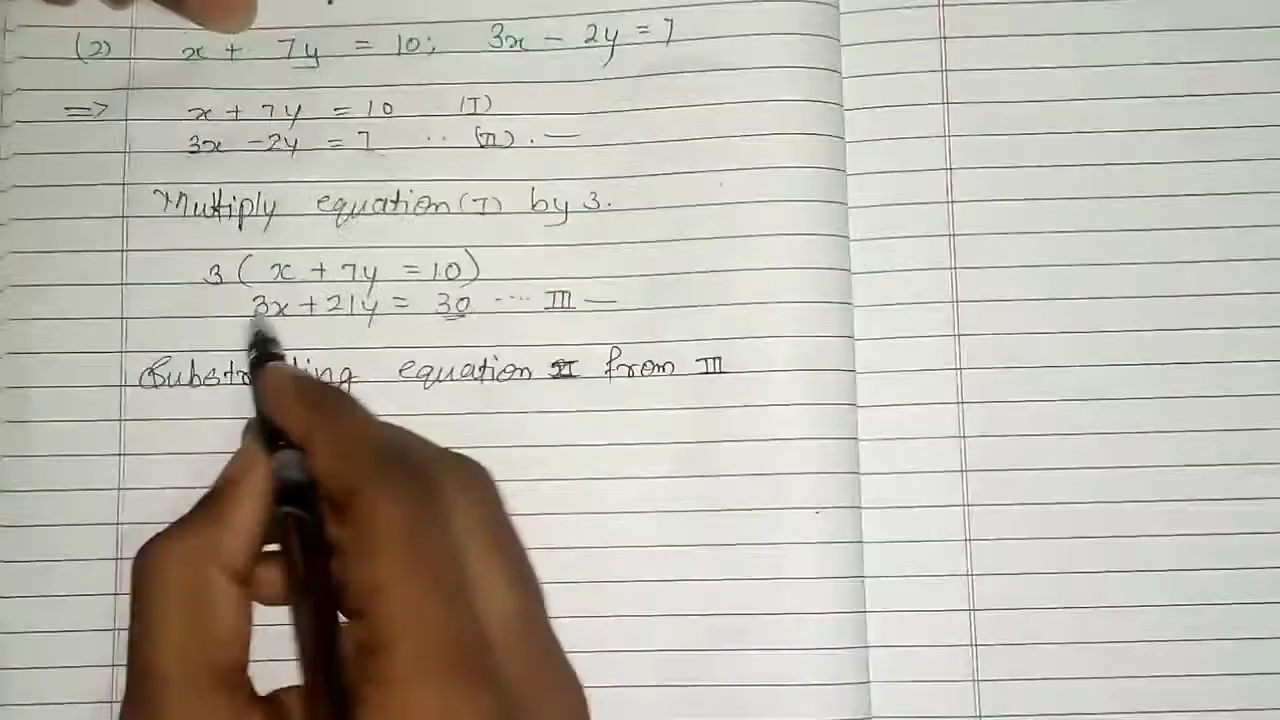 (2) x + 7y = 10; 3x - 2y = 7
=> x + 7y = 10 (I)
3x - 2y = 7 .. (II). —
Multiply equation (I) by 3.
3 ( x + 7y = 10)
3x + 21y = 30 .... III —
equation II from III